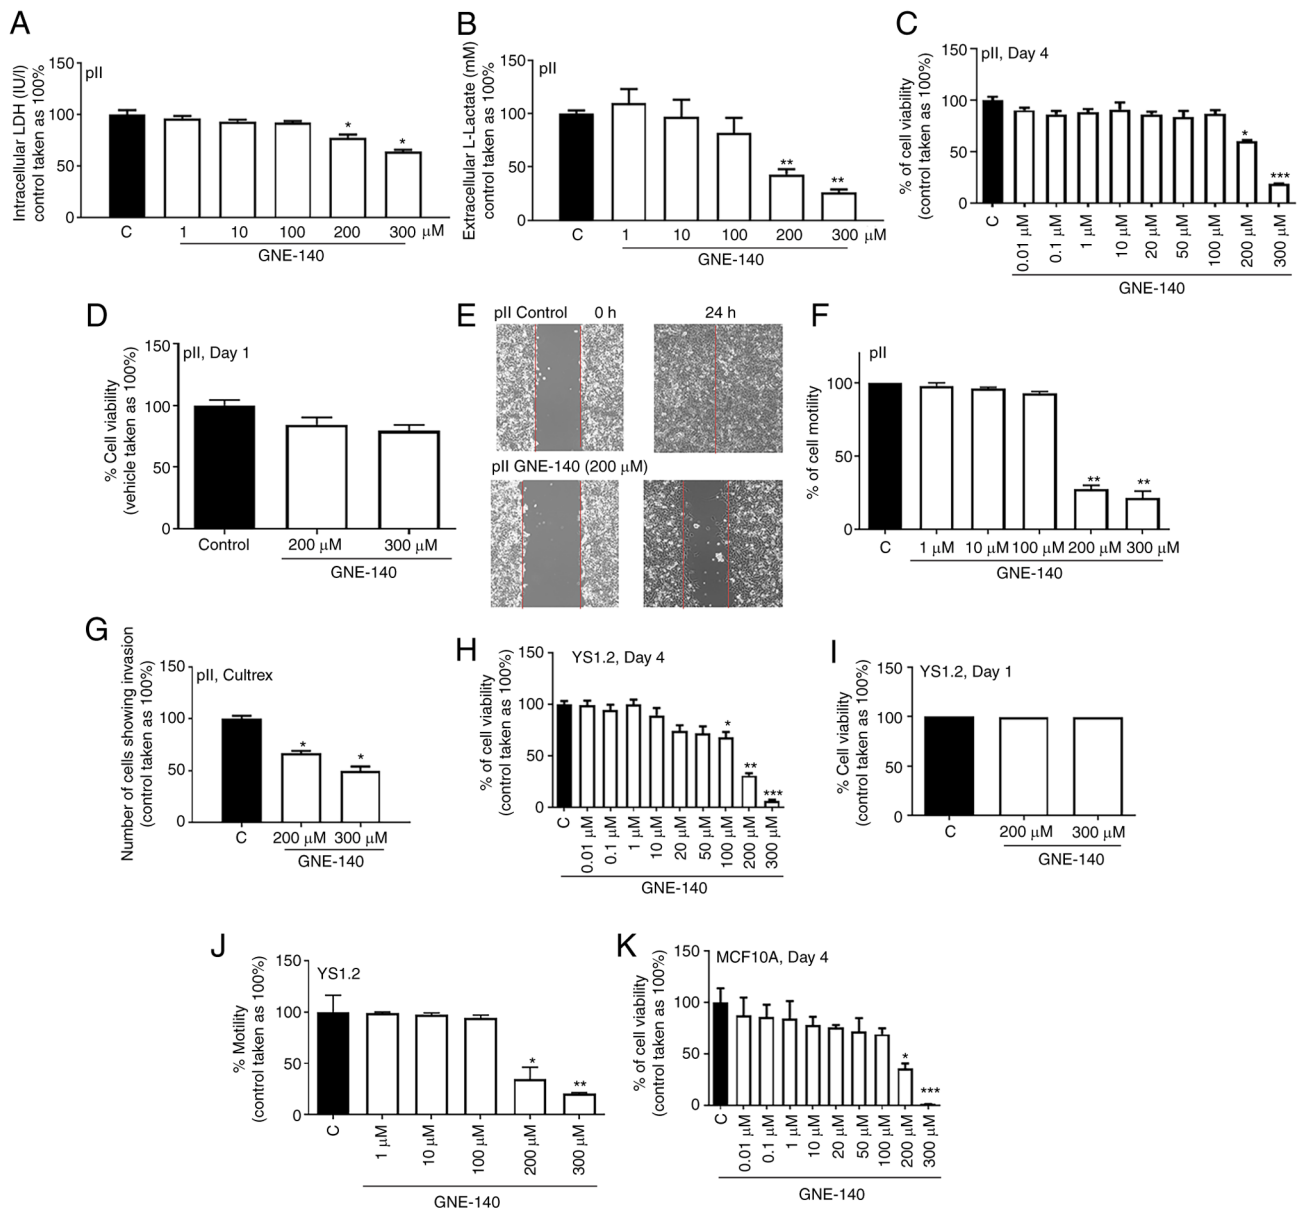 A
Intracellular LDH (IU/l)
control taken as 100%
150
100
50
0
pII
*
*
C
1
10
100
200
300 µM
GNE-140
B
Extracellular L-Lactate (mM)
control taken as 100%
150
100
50
0
pII
**
**
C
1
10
100
200
300 µM
GNE-140
C
% of cell viability
(control taken as 100%)
150
100
50
0
pII, Day 4
*
***
C
0.01 µM
0.1 µM
1 µM
10 µM
20 µM
50 µM
100 µM
200 µM
300 µM
GNE-140
D
% Cell viability
(vehicle taken as 100%)
150
100
50
0
pII, Day 1
Control
200 µM
300 µM
GNE-140
E
pII Control 0 h
24 h
pII GNE-140 (200 µM)
F
% of cell motility
100
50
0
pII
**
**
C
1 µM
10 µM
100 µM
200 µM
300 µM
GNE-140
G
Number of cells showing invasion
(control taken as 100%)
150
100
50
0
pII, Cultrex
*
*
C
200 µM
300 µM
GNE-140
H
% of cell viability
(control taken as 100%)
150
100
50
0
YS1.2, Day 4
*
**
***
C
0.01 µM
0.1 µM
1 µM
10 µM
20 µM
50 µM
100 µM
200 µM
300 µM
GNE-140
I
% Cell viability
(control taken as 100%)
150
100
50
0
YS1.2, Day 1
C
200 µM
300 µM
GNE-140
J
% Motility
(control taken as 100%)
150
100
50
0
YS1.2
*
**
C
1 µM
10 µM
100 µM
200 µM
300 µM
GNE-140
K
% of cell viability
(control taken as 100%)
150
100
50
0
MCF10A, Day 4
*
***
C
0.01 µM
0.1 µM
1 µM
10 µM
20 µM
50 µM
100 µM
200 µM
300 µM
GNE-140